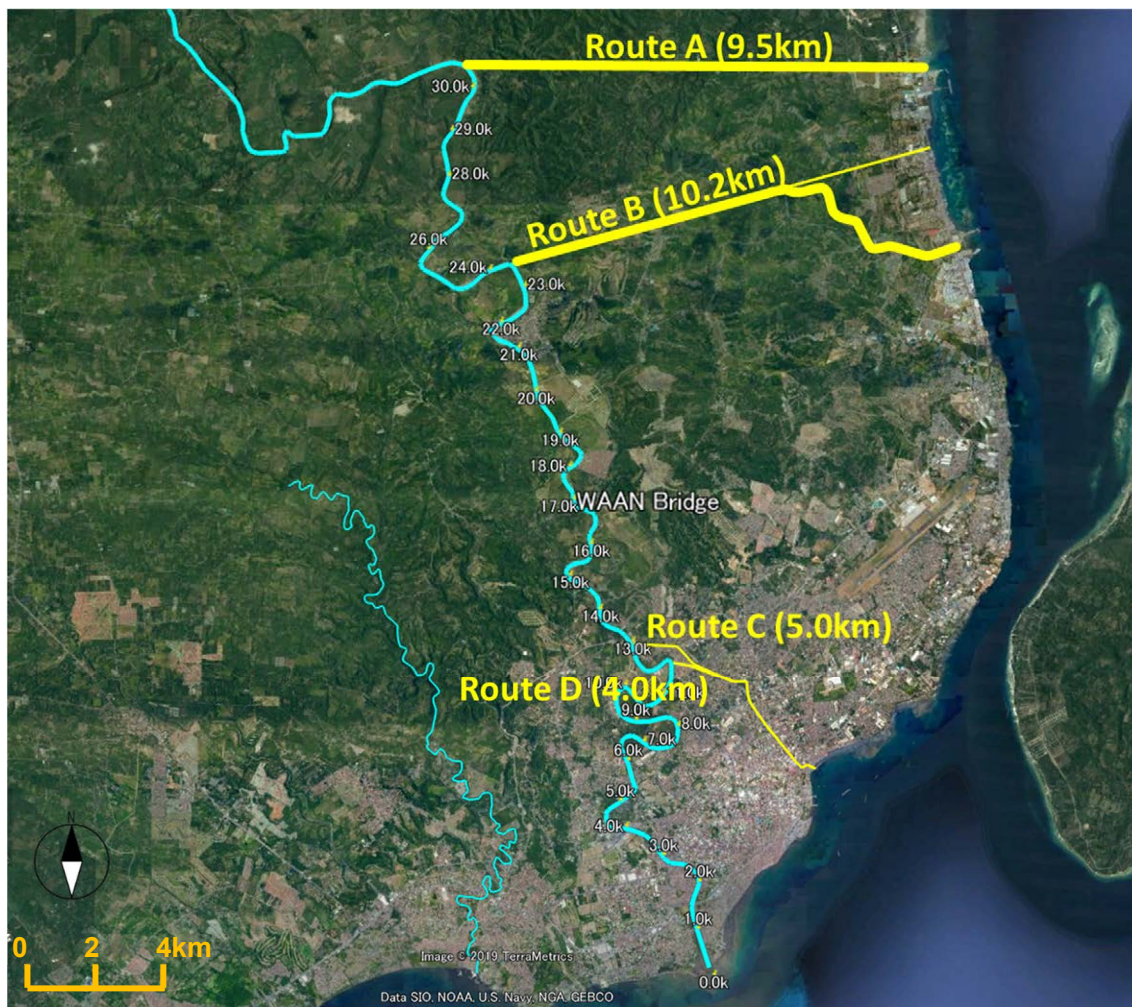 Route A (9.5km)
30.0k
29.0k
28.0k
Route B (10.2km)
26.0k
24.0k
23.0k
22.0k
21.0k
20.0k
19.0k
18.0k
17.0k
WAAN Bridge
16.0k
15.0k
14.0k
Route C (5.0km)
13.0k
Route D (4.0km)
9.0k
8.0k
7.0k
6.0k
5.0k
4.0k
3.0k
2.0k
1.0k
0.0k
N
0 2 4km
Image © 2019 TerraMetrics
Data SIO, NOAA, U.S. Navy, NGA, GEBCO